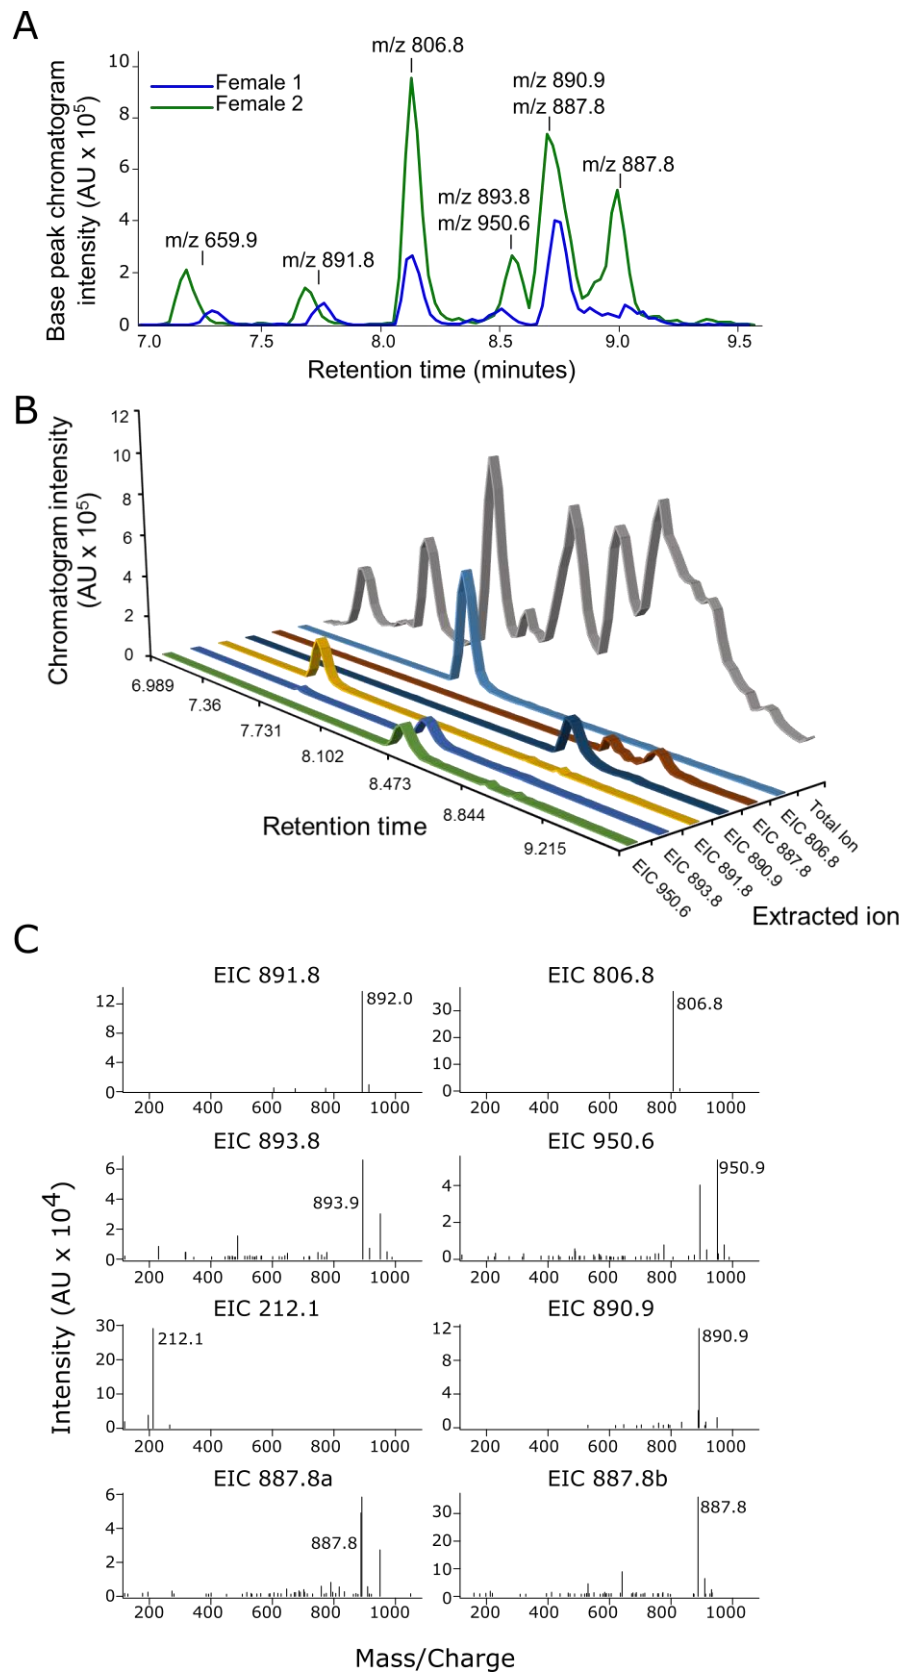 A
Base peak chromatogram
intensity (AU x 10⁵)
10
8
6
4
2
0
Female 1
Female 2
m/z 659.9
m/z 891.8
m/z 806.8
m/z 893.8
m/z 950.6
m/z 890.9
m/z 887.8
m/z 887.8
7.0 7.5 8.0 8.5 9.0 9.5
Retention time (minutes)
B
Chromatogram intensity
(AU x 10⁵)
12
10
8
6
4
2
0
6.989
7.36
7.731
8.102
8.473
8.844
9.215
Retention time
EIC 950.6
EIC 893.8
EIC 891.8
EIC 890.9
EIC 887.8
EIC 806.8
Total Ion
Extracted ion
C
Intensity (AU x 10⁴)
EIC 891.8
12
8
4
0
892.0
200 400 600 800 1000
EIC 806.8
30
20
10
0
806.8
200 400 600 800 1000
EIC 893.8
6
4
2
0
893.9
200 400 600 800 1000
EIC 950.6
4
2
0
950.9
200 400 600 800 1000
EIC 212.1
30
20
10
0
212.1
200 400 600 800 1000
EIC 890.9
12
8
4
0
890.9
200 400 600 800 1000
EIC 887.8a
6
4
2
0
887.8
200 400 600 800 1000
EIC 887.8b
30
20
10
0
887.8
200 400 600 800 1000
Mass/Charge